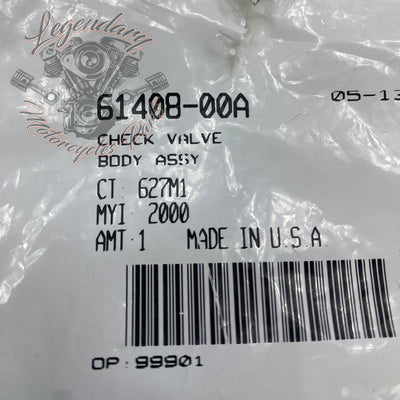 Legendary
Motorcycles Parts
05-13
61408-00A
CHECK VALVE
BODY ASSY
CT: 627M1
MYI: 2000
AMT: 1 MADE IN U.S.A.
OP: 99901